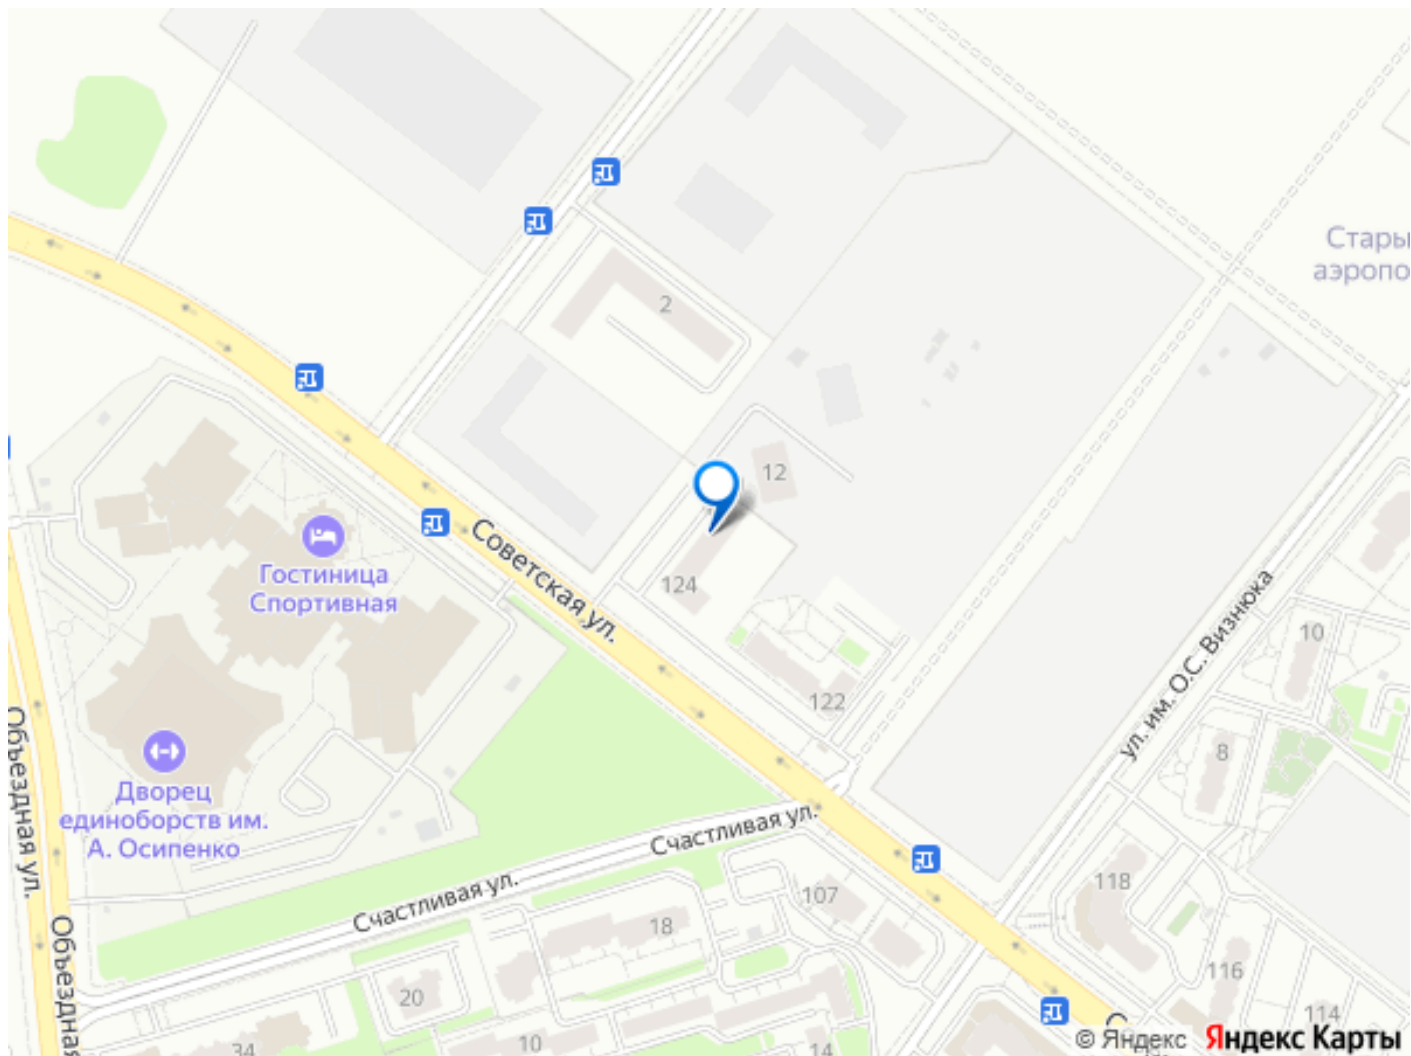 Стары
аэропо
2
12
Советская ул.
Гостиница
Спортивная
124
ул. им. О.С. Визнюка
10
122
8
Объездная ул.
Дворец
единоборств им.
А. Осипенко
Счастливая ул.
Счастливая ул.
118
107
18
Объездная
116
20
114
34
10
14
С
© Яндекс Яндекс Карты